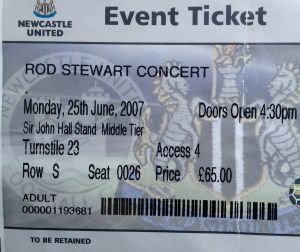 NEWCASTLE
UNITED
Event Ticket
ROD STEWART CONCERT
Monday, 25th June, 2007 Doors Open 4:30pm
Sir John Hall Stand Middle Tier
Turnstile 23 Access 4
Row S Seat 0026 Price £65.00
ADULT
000001193681
TO BE RETAINED